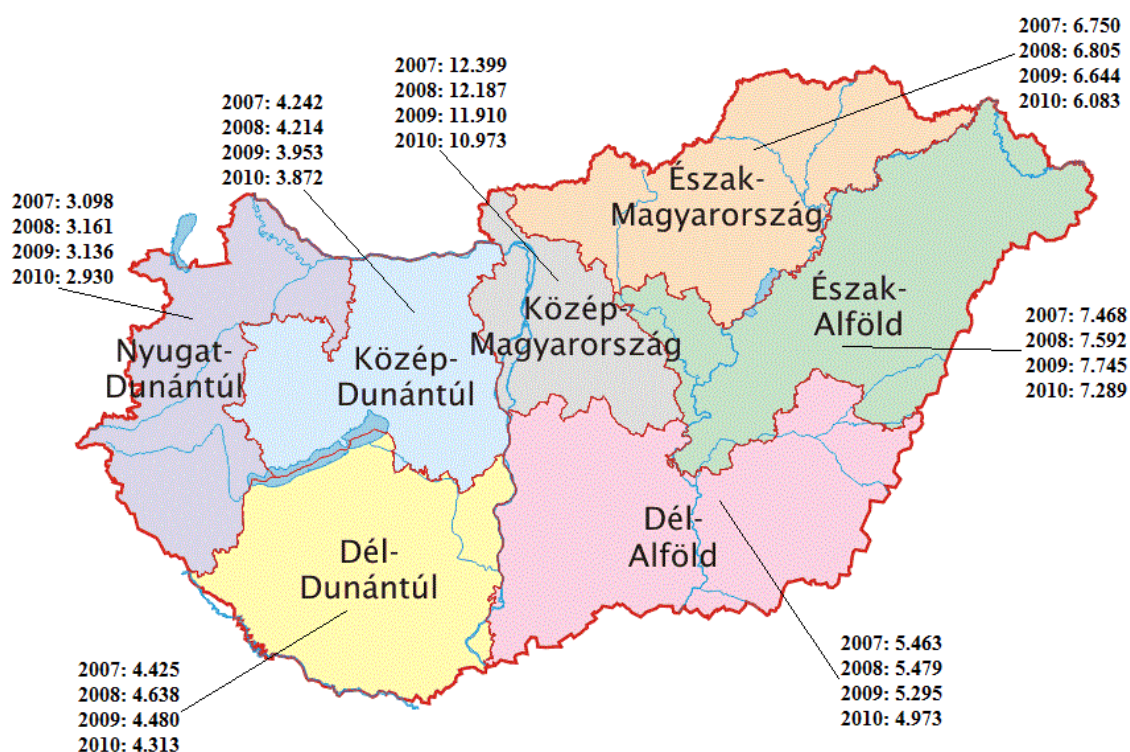 2007: 6.750
2008: 6.805
2009: 6.644
2010: 6.083
2007: 12.399
2008: 12.187
2009: 11.910
2010: 10.973
2007: 4.242
2008: 4.214
2009: 3.953
2010: 3.872
2007: 3.098
2008: 3.161
2009: 3.136
2010: 2.930
Észak-
Magyarország
Észak-
Alföld
Közép-
Magyarország
Nyugat-
Dunántúl
Közép-
Dunántúl
2007: 7.468
2008: 7.592
2009: 7.745
2010: 7.289
Dél-
Alföld
Dél-
Dunántúl
2007: 5.463
2008: 5.479
2009: 5.295
2010: 4.973
2007: 4.425
2008: 4.638
2009: 4.480
2010: 4.313